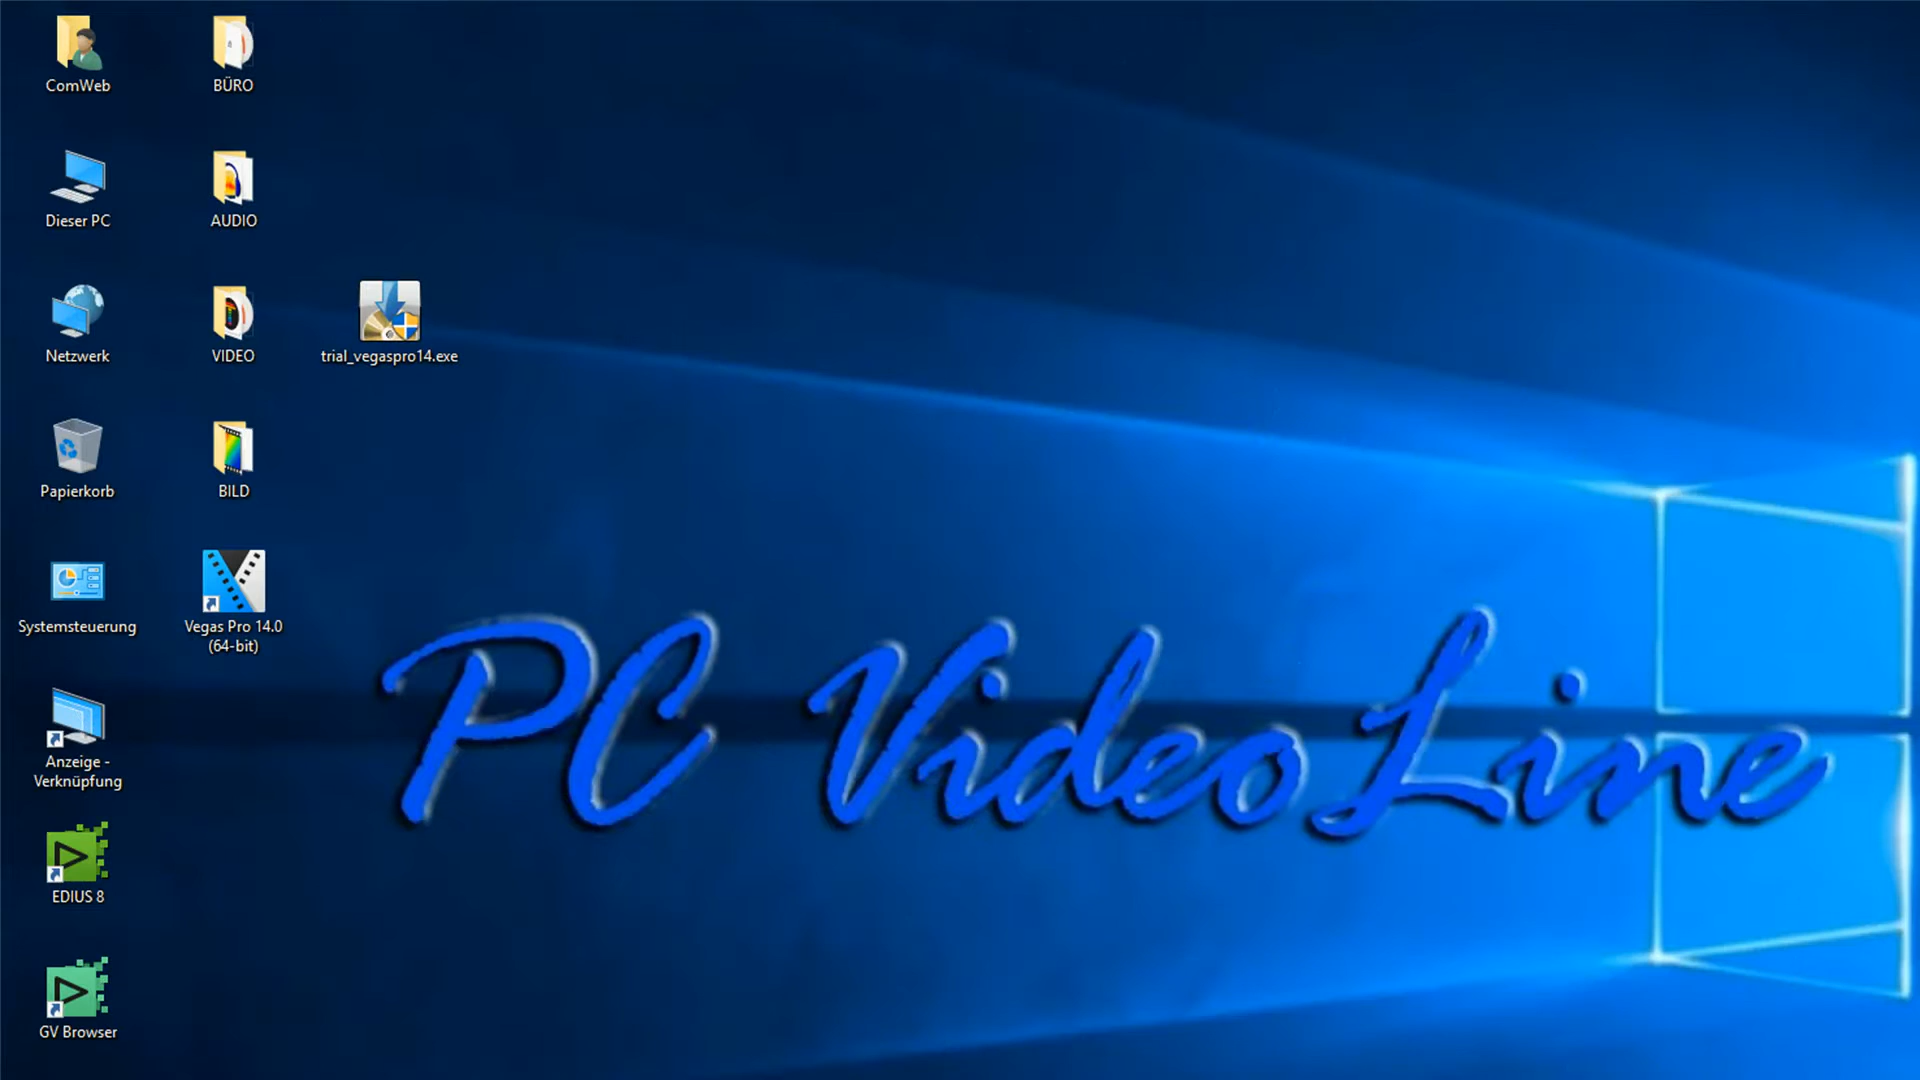 ComWeb
BÜRO
Dieser PC
AUDIO
Netzwerk
VIDEO
trial_vegaspro14.exe
Papierkorb
BILD
Systemsteuerung
Vegas Pro 14.0
(64-bit)
Anzeige -
Verknüpfung
PC VideoLine
EDIUS 8
GV Browser